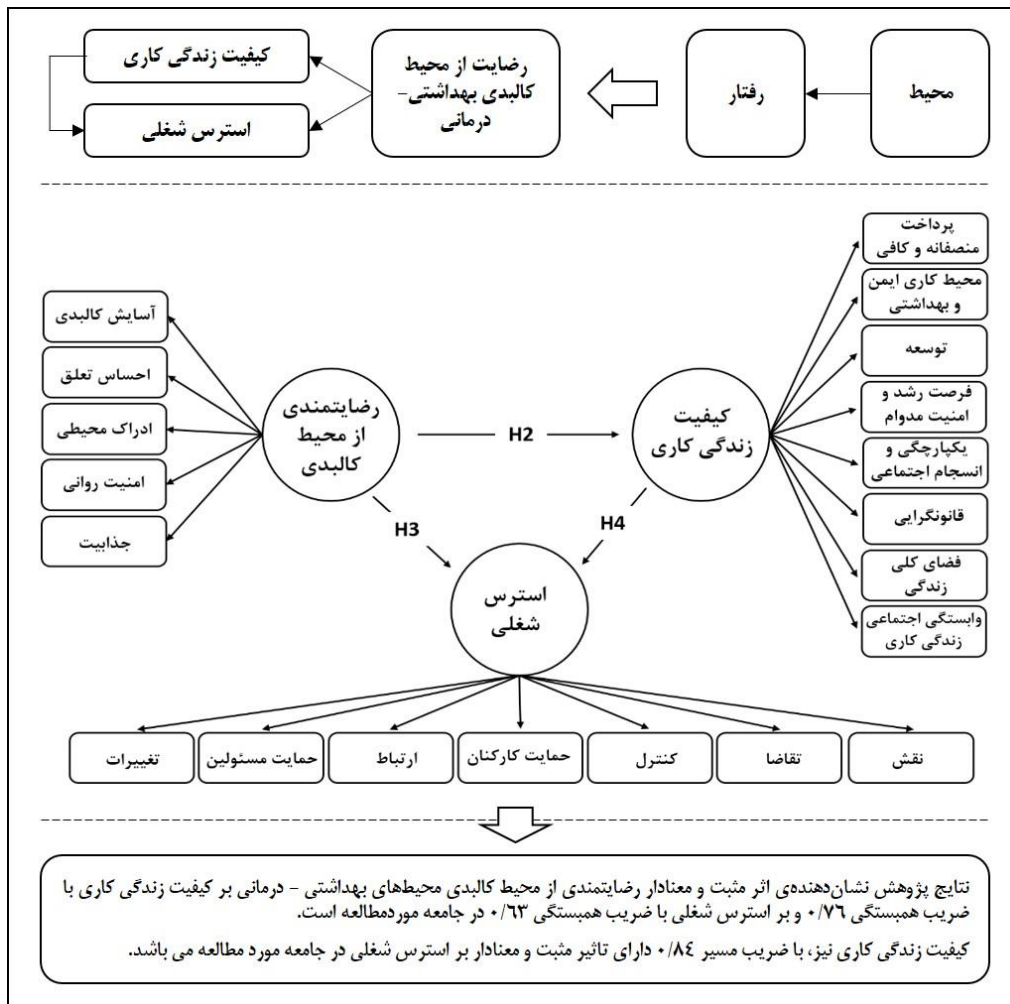 محیط
رفتار
رضایت از محیط
کالبدی بهداشتی–
درمانی
کیفیت زندگی کاری
استرس شغلی
پرداخت
منصفانه و کافی
محیط کاری ایمن
و بهداشتی
توسعه
فرصت رشد و
امنیت مدوام
یکپارچگی و
انسجام اجتماعی
قانونگرایی
فضای کلی
زندگی
وابستگی اجتماعی
زندگی کاری
کیفیت
زندگی کاری
H2
رضایتمندی
از محیط
کالبدی
آسایش کالبدی
احساس تعلق
ادراک محیطی
امنیت روانی
جذابیت
H4
H3
استرس
شغلی
نقش
تقاضا
کنترل
حمایت کارکنان
ارتباط
حمایت مسئولین
تغییرات
نتایج پژوهش نشان‌دهنده‌ی اثر مثبت و معنادار رضایتمندی از محیط کالبدی محیط‌های بهداشتی – درمانی بر کیفیت زندگی کاری با
ضریب همبستگی ۰/۷۶ و بر استرس شغلی با ضریب همبستگی ۰/۶۳ در جامعه موردمطالعه است.
کیفیت زندگی کاری نیز، با ضریب مسیر ۰/۸۴ دارای تاثیر مثبت و معنادار بر استرس شغلی در جامعه مورد مطالعه می باشد.